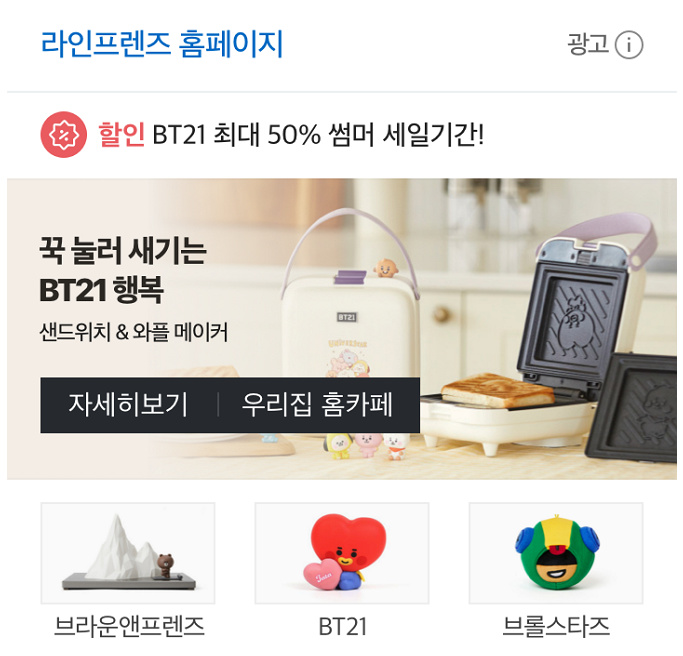 라인프렌즈 홈페이지
광고
할인 BT21 최대 50% 썸머 세일기간!
꾹 눌러 새기는
BT21 행복
샌드위치 & 와플 메이커
BT21
자세히보기 | 우리집 홈카페
브라운앤프렌즈
BT21
브롤스타즈